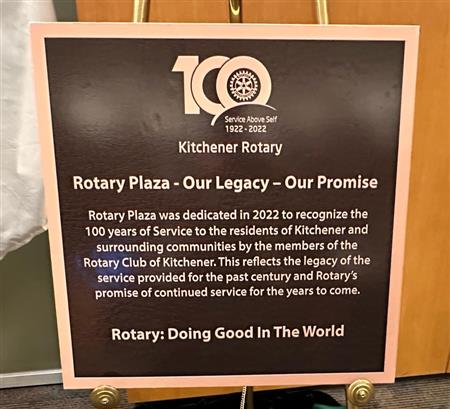 100
Service Above Self
1922 - 2022
Kitchener Rotary
Rotary Plaza - Our Legacy – Our Promise
Rotary Plaza was dedicated in 2022 to recognize the
100 years of Service to the residents of Kitchener and
surrounding communities by the members of the
Rotary Club of Kitchener. This reflects the legacy of the
service provided for the past century and Rotary's
promise of continued service for the years to come.
Rotary: Doing Good In The World